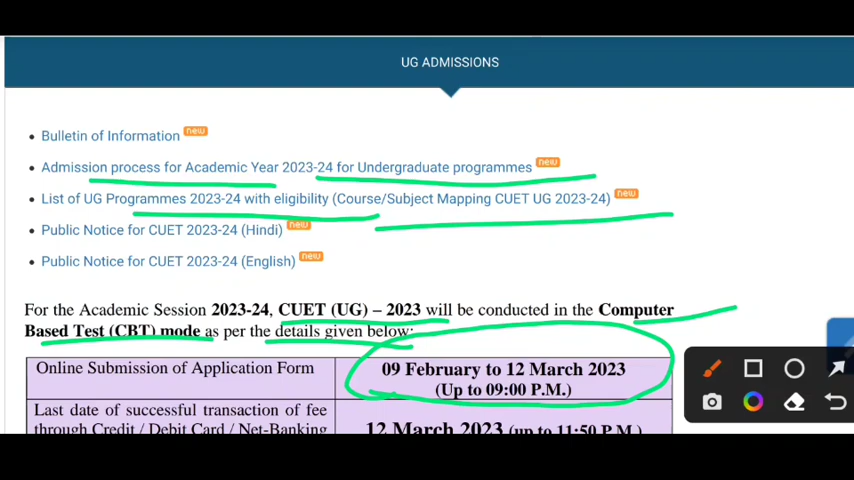 UG ADMISSIONS
Bulletin of Information new
Admission process for Academic Year 2023-24 for Undergraduate programmes new
List of UG Programmes 2023-24 with eligibility (Course/Subject Mapping CUET UG 2023-24) new
Public Notice for CUET 2023-24 (Hindi) new
Public Notice for CUET 2023-24 (English) new
For the Academic Session 2023-24, CUET (UG) – 2023 will be conducted in the Computer
Based Test (CBT) mode as per the details given below:
Online Submission of Application Form
09 February to 12 March 2023
(Up to 09:00 P.M.)
Last date of successful transaction of fee
through Credit / Debit Card / Net-Banking
12 March 2023 (up to 11:50 P.M.)